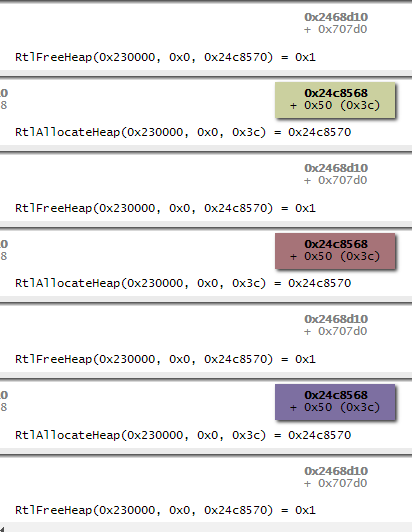 0x2468d10
+ 0x707d0
RtlFreeHeap(0x230000, 0x0, 0x24c8570) = 0x1
0 0x24c8568
8 + 0x50 (0x3c)
RtlAllocateHeap(0x230000, 0x0, 0x3c) = 0x24c8570
0x2468d10
+ 0x707d0
RtlFreeHeap(0x230000, 0x0, 0x24c8570) = 0x1
0 0x24c8568
8 + 0x50 (0x3c)
RtlAllocateHeap(0x230000, 0x0, 0x3c) = 0x24c8570
0x2468d10
+ 0x707d0
RtlFreeHeap(0x230000, 0x0, 0x24c8570) = 0x1
0 0x24c8568
8 + 0x50 (0x3c)
RtlAllocateHeap(0x230000, 0x0, 0x3c) = 0x24c8570
0x2468d10
+ 0x707d0
RtlFreeHeap(0x230000, 0x0, 0x24c8570) = 0x1